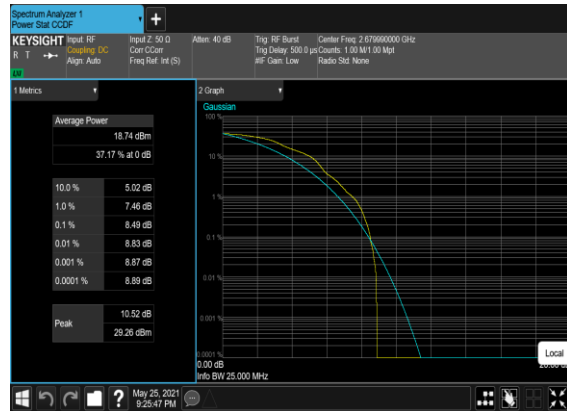 Spectrum Analyzer 1
Power Stat CCDF
KEYSIGHT
R T
LV
Input: RF
Coupling: DC
Align: Auto
Input Z: 50 Ω
Corr CCorr
Freq Ref: Int (S)
Atten: 40 dB
Trig: RF Burst
Trig Delay: 500.0 µs
#IF Gain: Low
Center Freq: 2.679990000 GHz
Counts: 1.00 M/1.00 Mpt
Radio Std: None
1 Metrics
Average Power
18.74 dBm
37.17 % at 0 dB
10.0 % 5.02 dB
1.0 % 7.46 dB
0.1 % 8.49 dB
0.01 % 8.83 dB
0.001 % 8.87 dB
0.0001 % 8.89 dB
Peak
10.52 dB
29.26 dBm
2 Graph
Gaussian
100 %
10 %
1 %
0.1 %
0.01 %
0.001 %
0.0001 %
0.00 dB
Info BW 25.000 MHz
Local
?
May 25, 2021
9:25:47 PM